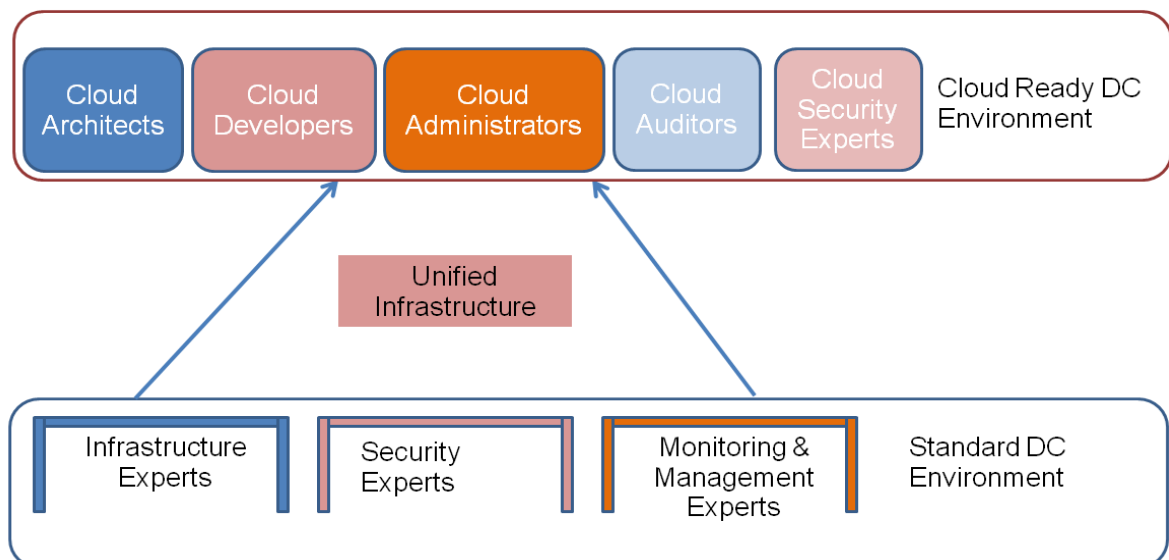 Cloud
Architects
Cloud
Developers
Cloud
Administrators
Cloud
Auditors
Cloud
Security
Experts
Cloud Ready DC
Environment
Unified
Infrastructure
Infrastructure
Experts
Security
Experts
Monitoring &
Management
Experts
Standard DC
Environment